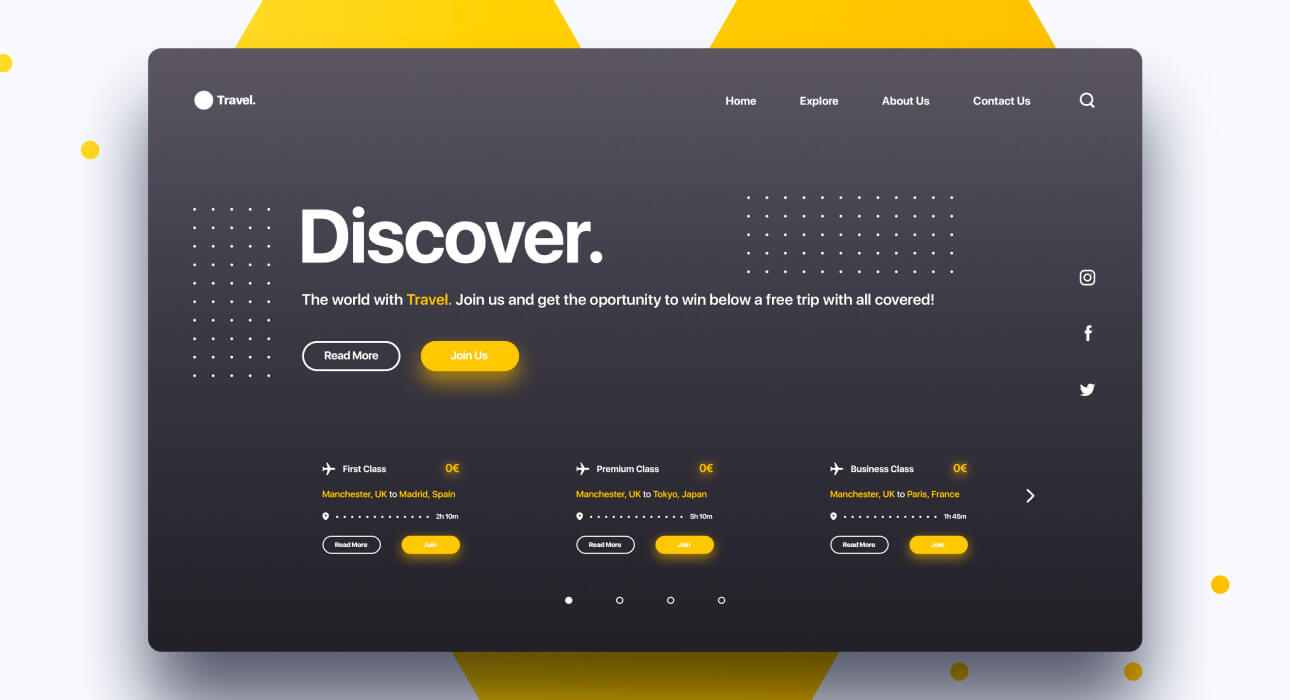 Travel.
Home Explore About Us Contact Us
Discover.
The world with Travel. Join us and get the oportunity to win below a free trip with all covered!
Read More Join Us
First Class 0€
Manchester, UK to Madrid, Spain
2h 10m
Read More Join
Premium Class 0€
Manchester, UK to Tokyo, Japan
5h 10m
Read More Join
Business Class 0€
Manchester, UK to Paris, France
1h 45m
Read More Join